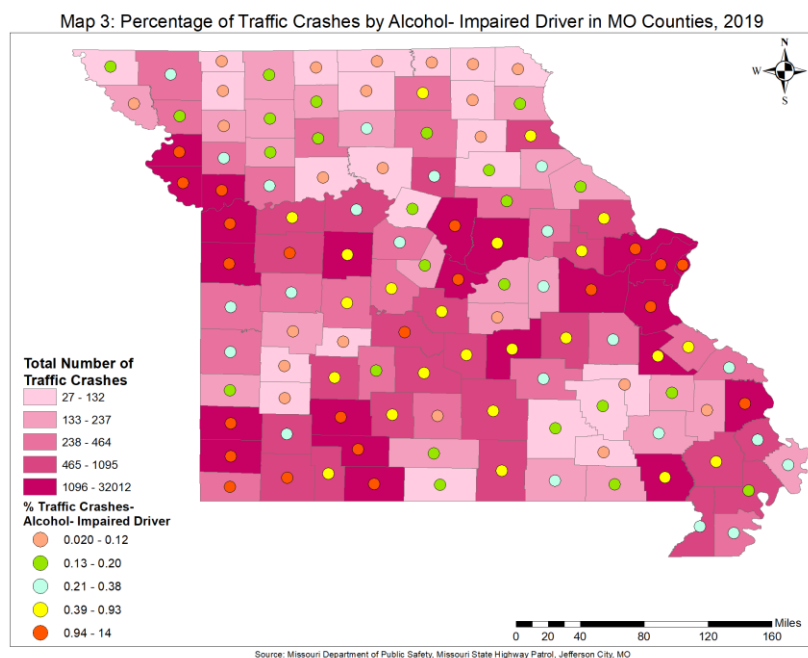 Map 3: Percentage of Traffic Crashes by Alcohol- Impaired Driver in MO Counties, 2019
N
W
E
S
Total Number of
Traffic Crashes
27 - 132
133 - 237
238 - 464
465 - 1095
1096 - 32012
% Traffic Crashes-
Alcohol- Impaired Driver
0.020 - 0.12
0.13 - 0.20
0.21 - 0.38
0.39 - 0.93
0.94 - 14
Miles
0 20 40 80 120 160
Source: Missouri Department of Public Safety, Missouri State Highway Patrol, Jefferson City, MO